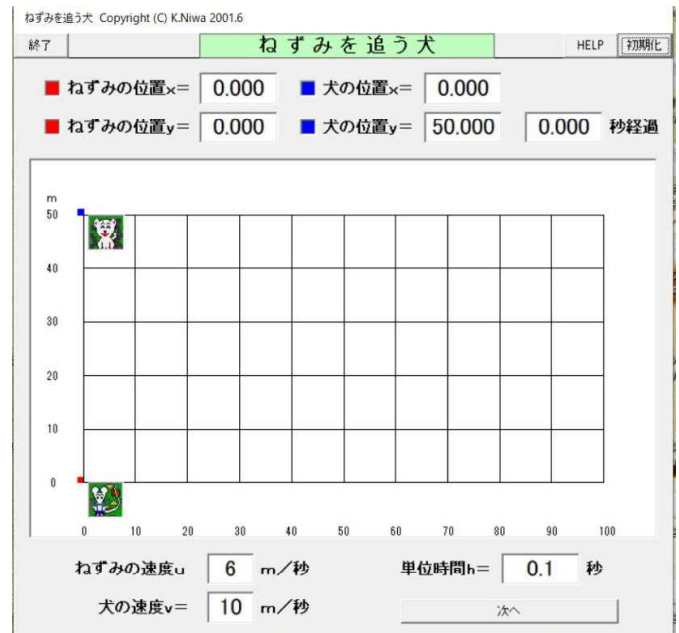 ねずみを追う犬 Copyright (C) K.Niwa 2001.6
終了 ねずみを追う犬 HELP 初期化
ねずみの位置x= 0.000 犬の位置x= 0.000
ねずみの位置y= 0.000 犬の位置y= 50.000 0.000 秒経過
m
50
40
30
20
10
0
0 10 20 30 40 50 60 70 80 90 100
ねずみの速度u 6 m/秒 単位時間h= 0.1 秒
犬の速度v= 10 m/秒 次へ